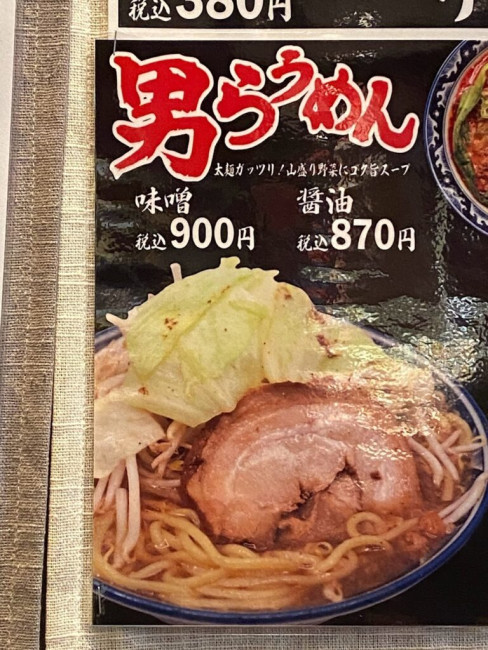 税込380円
男らうめん
太麺ガッツリ！山盛り野菜にコク旨スープ
味噌 醤油
税込900円 税込870円